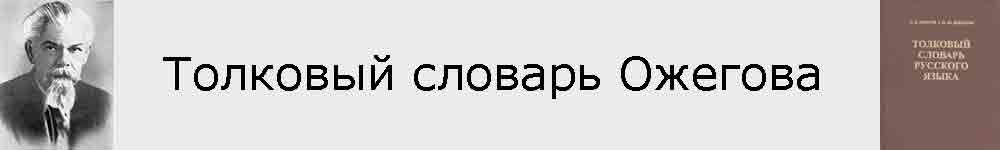 Толковый словарь Ожегова
ТОЛКОВЫЙ
СЛОВАРЬ
РУССКОГО
ЯЗЫКА